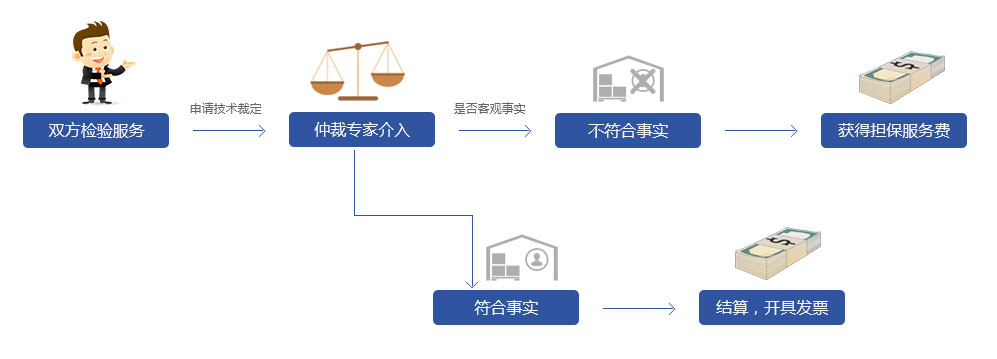 双方检验服务
申请技术裁定
仲裁专家介入
是否客观事实
不符合事实
获得担保服务费
符合事实
结算，开具发票